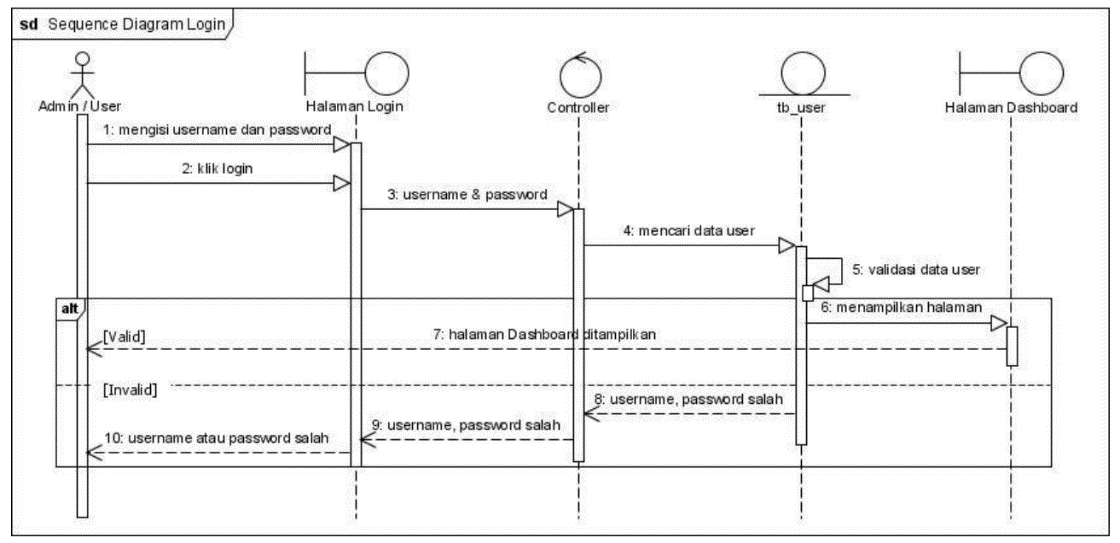 sd Sequence Diagram Login
Admin / User
Halaman Login
Controller
tb_user
Halaman Dashboard
1: mengisi username dan password
2: klik login
3: username & password
4: mencari data user
5: validasi data user
alt
6: menampilkan halaman
[Valid]
7: halaman Dashboard ditampilkan
[Invalid]
8: username, password salah
9: username, password salah
10: username atau password salah